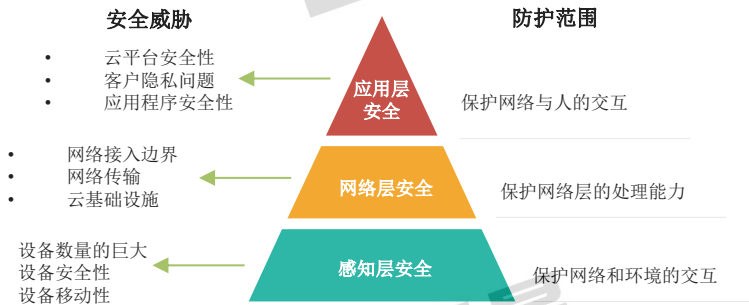 安全威胁
防护范围
• 云平台安全性
• 客户隐私问题
• 应用程序安全性
应用层
安全
保护网络与人的交互
• 网络接入边界
• 网络传输
• 云基础设施
网络层安全
保护网络层的处理能力
设备数量的巨大
设备安全性
设备移动性
感知层安全
保护网络和环境的交互